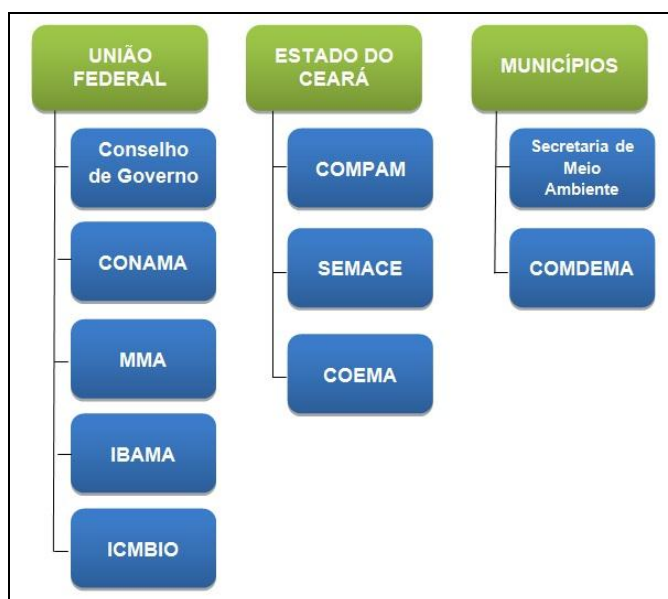 UNIÃO
FEDERAL
Conselho
de Governo
CONAMA
MMA
IBAMA
ICMBIO
ESTADO DO
CEARÁ
COMPAM
SEMACE
COEMA
MUNICÍPIOS
Secretaria de
Meio
Ambiente
COMDEMA